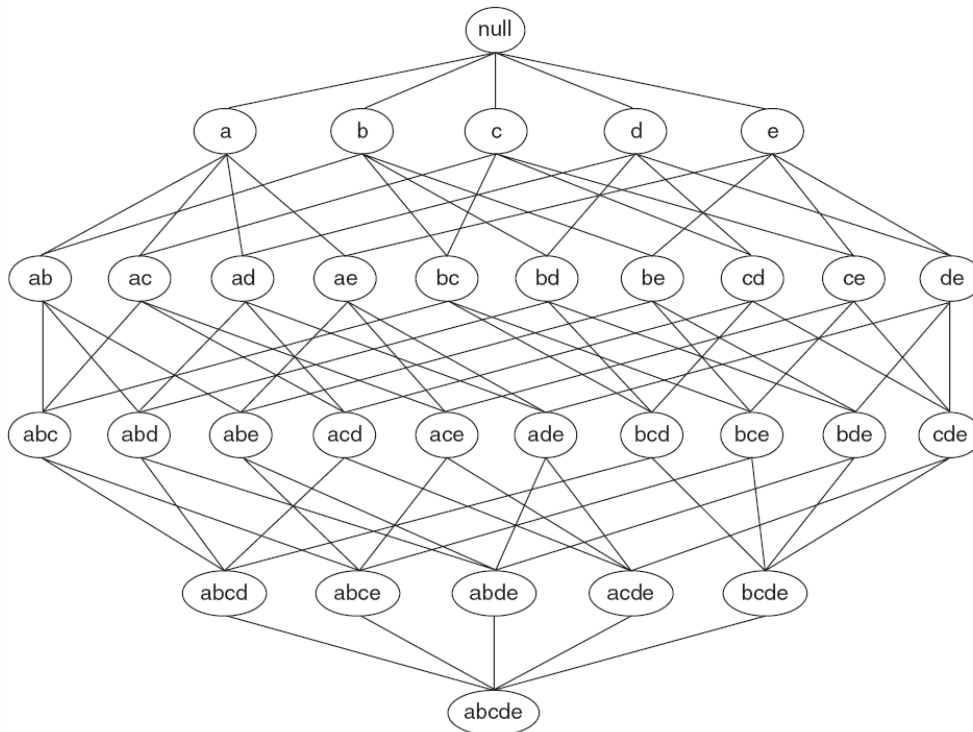 null
a b c d e
ab ac ad ae bc bd be cd ce de
abc abd abe acd ace ade bcd bce bde cde
abcd abce abde acde bcde
abcde